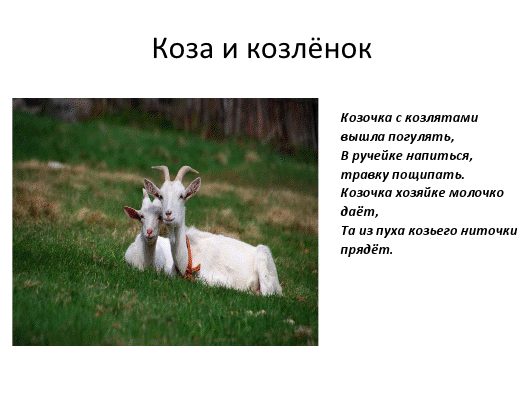 Коза и козлёнок
Козочка с козлятами
вышла погулять,
В ручейке напиться,
травку пощипать.
Козочка хозяйке молочко
даёт,
Та из пуха козьего ниточки
прядёт.